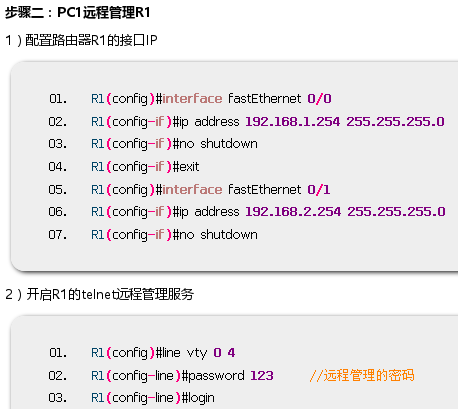 步骤二：PC1远程管理R1
1）配置路由器R1的接口IP
01. R1(config)#interface fastEthernet 0/0
02. R1(config-if)#ip address 192.168.1.254 255.255.255.0
03. R1(config-if)#no shutdown
04. R1(config-if)#exit
05. R1(config)#interface fastEthernet 0/1
06. R1(config-if)#ip address 192.168.2.254 255.255.255.0
07. R1(config-if)#no shutdown
2）开启R1的telnet远程管理服务
01. R1(config)#line vty 0 4
02. R1(config-line)#password 123 //远程管理的密码
03. R1(config-line)#login